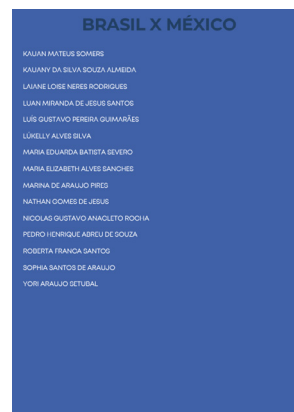 BRASIL X MÉXICO
KAUAN MATEUS SOMERS
KAUANY DA SILVA SOUZA ALMEIDA
LAIANE LOISE NERES RODRIGUES
LUAN MIRANDA DE JESUS SANTOS
LUÍS GUSTAVO PEREIRA GUIMARÃES
LÚKELLY ALVES SILVA
MARIA EDUARDA BATISTA SEVERO
MARIA ELIZABETH ALVES SANCHES
MARINA DE ARAUJO PIRES
NATHAN GOMES DE JESUS
NICOLAS GUSTAVO ANACLETO ROCHA
PEDRO HENRIQUE ABREU DE SOUZA
ROBERTA FRANCA SANTOS
SOPHIA SANTOS DE ARAUJO
YORI ARAUJO SETUBAL